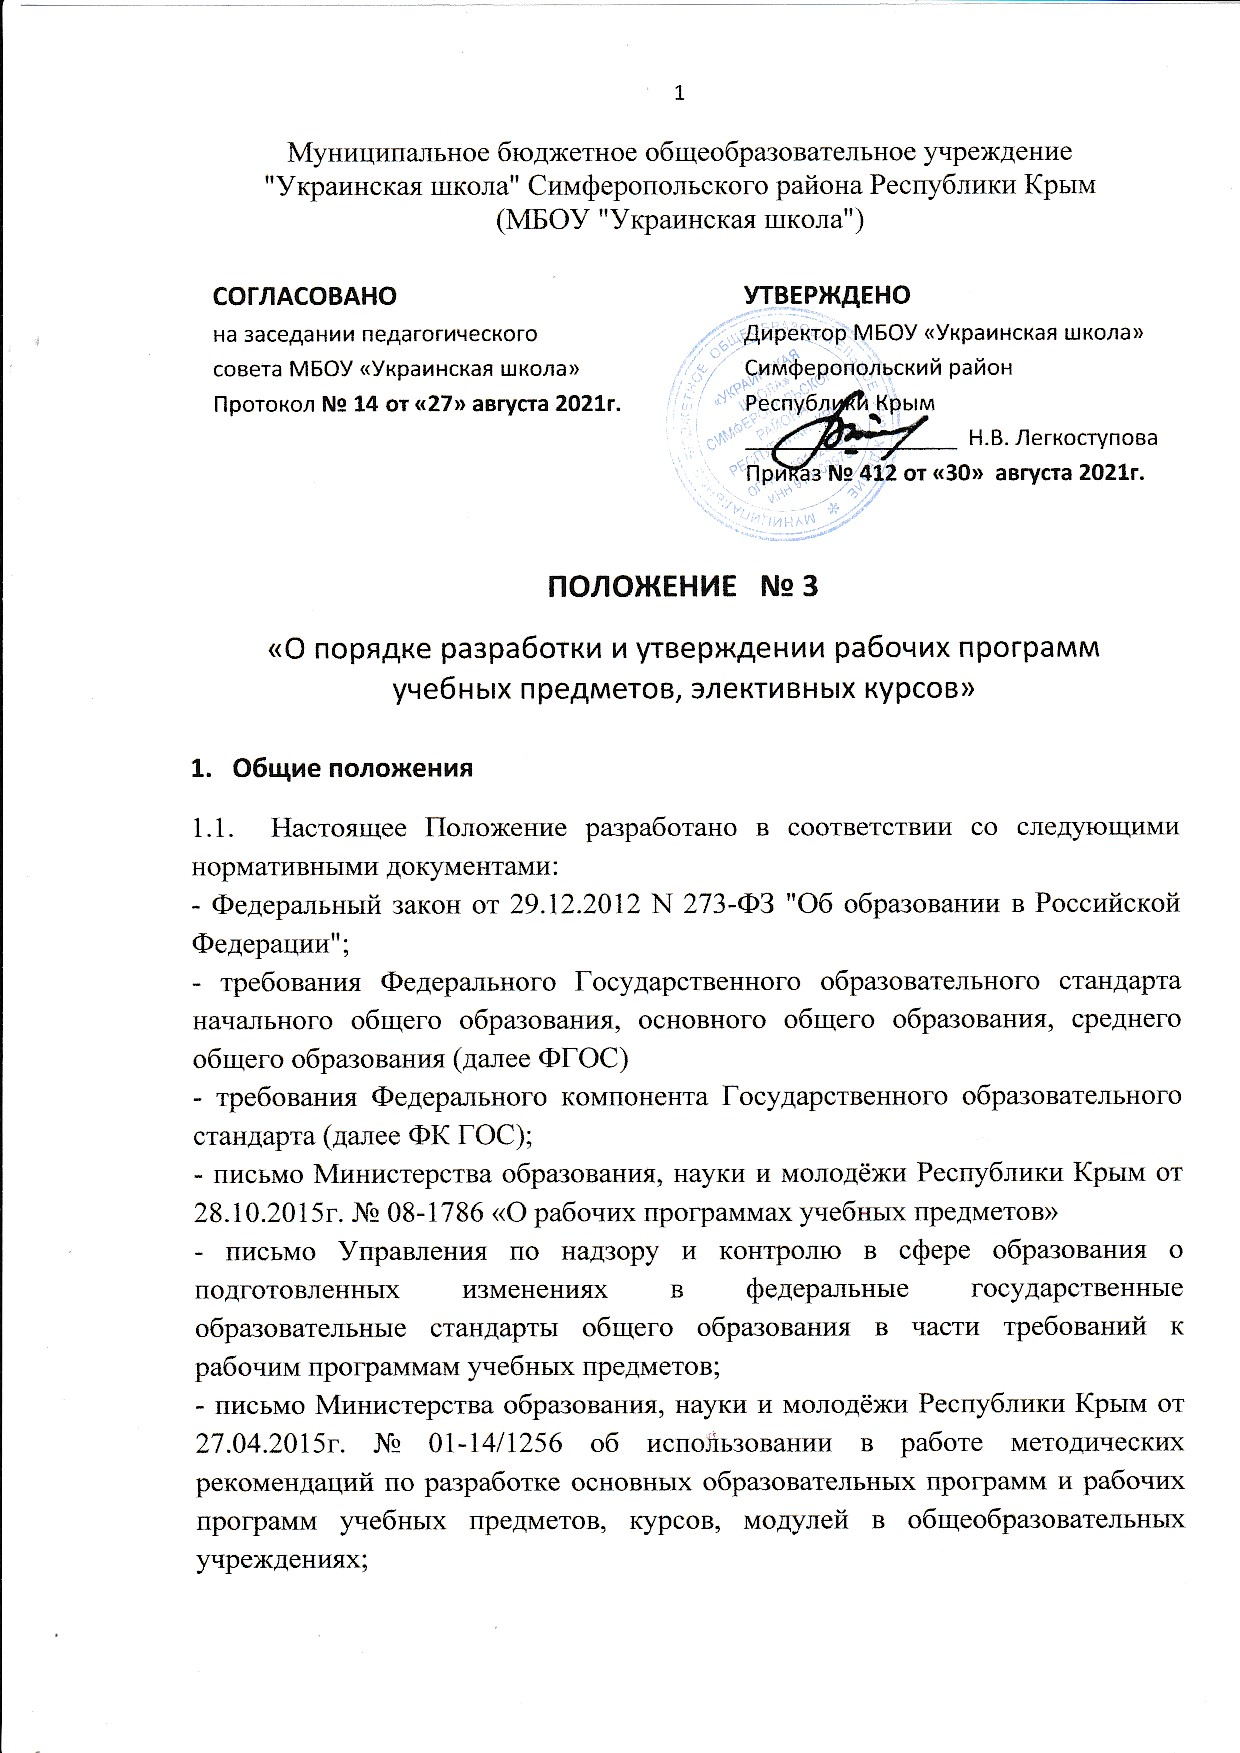 1
Муниципальное бюджетное общеобразовательное учреждение
"Украинская школа" Симферопольского района Республики Крым
(МБОУ "Украинская школа")
СОГЛАСОВАНО
на заседании педагогического
совета МБОУ «Украинская школа»
Протокол № 14 от «27» августа 2021г.
УТВЕРЖДЕНО
Директор МБОУ «Украинская школа»
Симферопольский район
Республики Крым
Н.В. Легкоступова
Приказ № 412 от «30» августа 2021г.
ПОЛОЖЕНИЕ № 3
«О порядке разработки и утверждении рабочих программ
учебных предметов, элективных курсов»
1. Общие положения
1.1. Настоящее Положение разработано в соответствии со следующими
нормативными документами:
- Федеральный закон от 29.12.2012 N 273-ФЗ "Об образовании в Российской
Федерации";
- требования Федерального Государственного образовательного стандарта
начального общего образования, основного общего образования, среднего
общего образования (далее ФГОС)
- требования Федерального компонента Государственного образовательного
стандарта (далее ФК ГОС);
- письмо Министерства образования, науки и молодёжи Республики Крым от
28.10.2015г. № 08-1786 «О рабочих программах учебных предметов»
- письмо Управления по надзору и контролю в сфере образования о
подготовленных изменениях в федеральные государственные
образовательные стандарты общего образования в части требований к
рабочим программам учебных предметов;
- письмо Министерства образования, науки и молодёжи Республики Крым от
27.04.2015г. № 01-14/1256 об использовании в работе методических
рекомендаций по разработке основных образовательных программ и рабочих
программ учебных предметов, курсов, модулей в общеобразовательных
учреждениях;